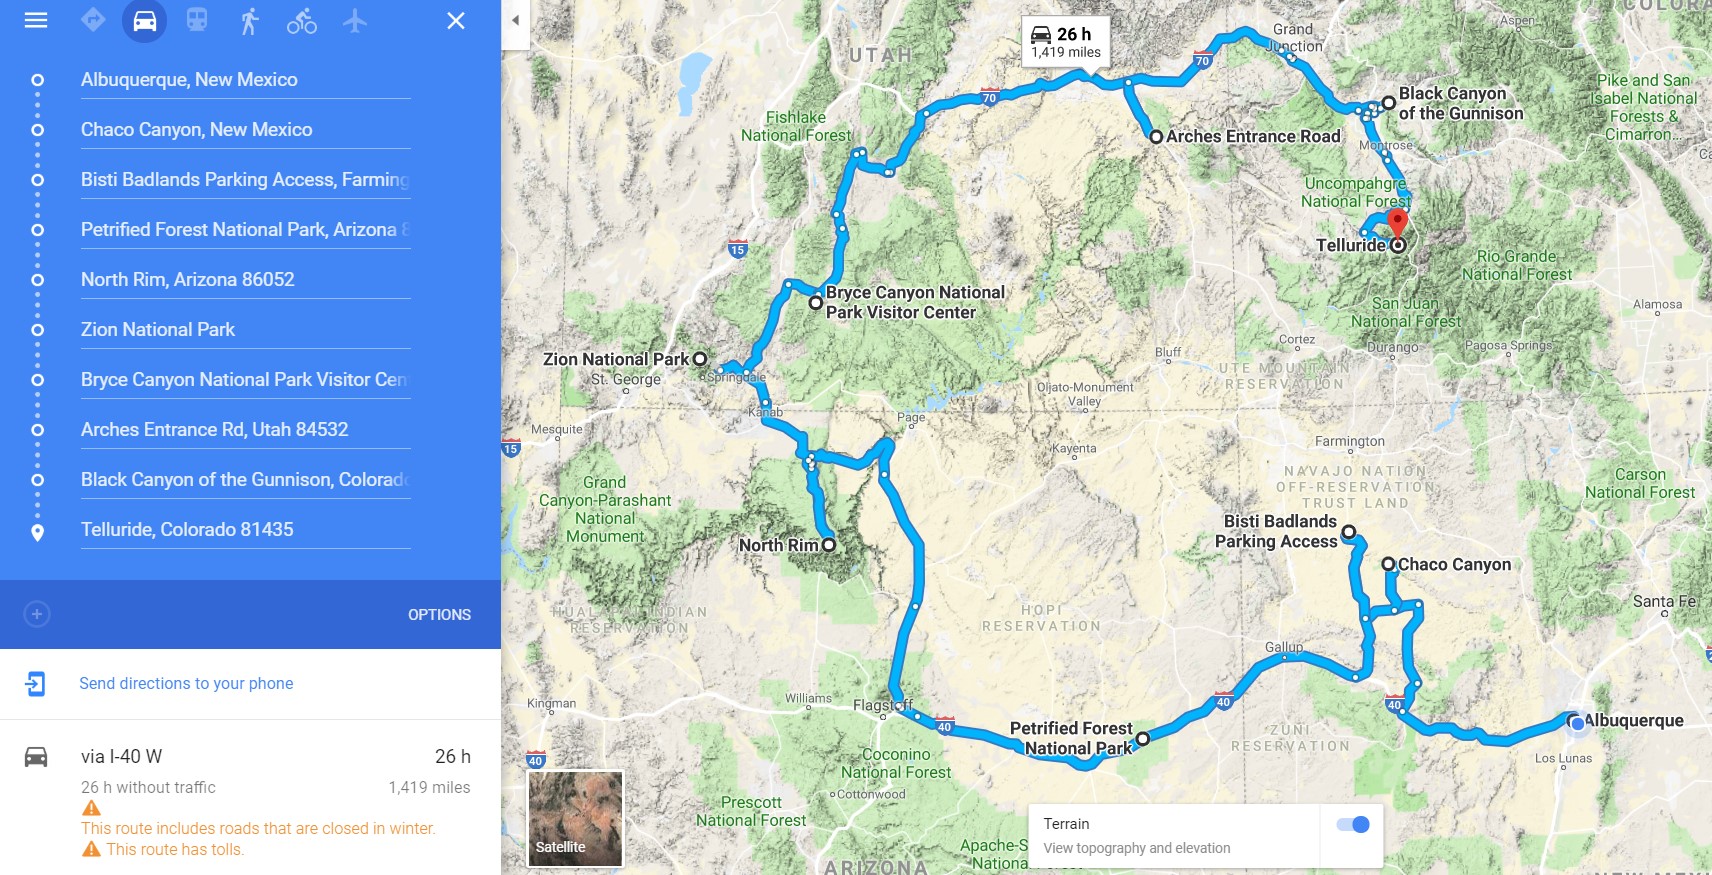 Albuquerque, New Mexico
Chaco Canyon, New Mexico
Bisti Badlands Parking Access, Farming
Petrified Forest National Park, Arizona 8
North Rim, Arizona 86052
Zion National Park
Bryce Canyon National Park Visitor Cen
Arches Entrance Rd, Utah 84532
Black Canyon of the Gunnison, Colorado
Telluride, Colorado 81435
OPTIONS
Send directions to your phone
via I-40 W
26 h
26 h without traffic
1,419 miles
This route includes roads that are closed in winter.
This route has tolls.
26 h
1,419 miles
UTAH
COLORA
Aspen
Grand
Junction
70
70
Pike and San
Isabel National
Forests &
Cimarron...
Black Canyon
of the Gunnison
Fishlake
National Forest
Arches Entrance Road
Montrose
Uncompahgre
National Forest
15
Telluride
Rio Grande
National Forest
Bryce Canyon National
Park Visitor Center
San Juan
National Forest
Alamosa
Zion National Park
St. George
Springdale
Bluff
Cortez
Durango
Pagosa Springs
UTE MOUNTAIN
RESERVATION
Oljato-Monument
Valley
Kanab
Page
Mesquite
15
Kayenta
Farmington
NAVAJO NATION
OFF-RESERVATION
TRUST LAND
Carson
National Forest
Grand
Canyon-Parashant
National
Monument
North Rim
Bisti Badlands
Parking Access
Chaco Canyon
HUALAPAI INDIAN
RESERVATION
HOPI
RESERVATION
Santa Fe
Gallup
Kingman
Williams
Flagstaff
40
40
40
Petrified Forest
National Park
Albuquerque
ZUNI
RESERVATION
40
Coconino
National Forest
Los Lunas
Cottonwood
Prescott
National Forest
Satellite
Terrain
View topography and elevation
Apache-S
Nationa
ARIZONA